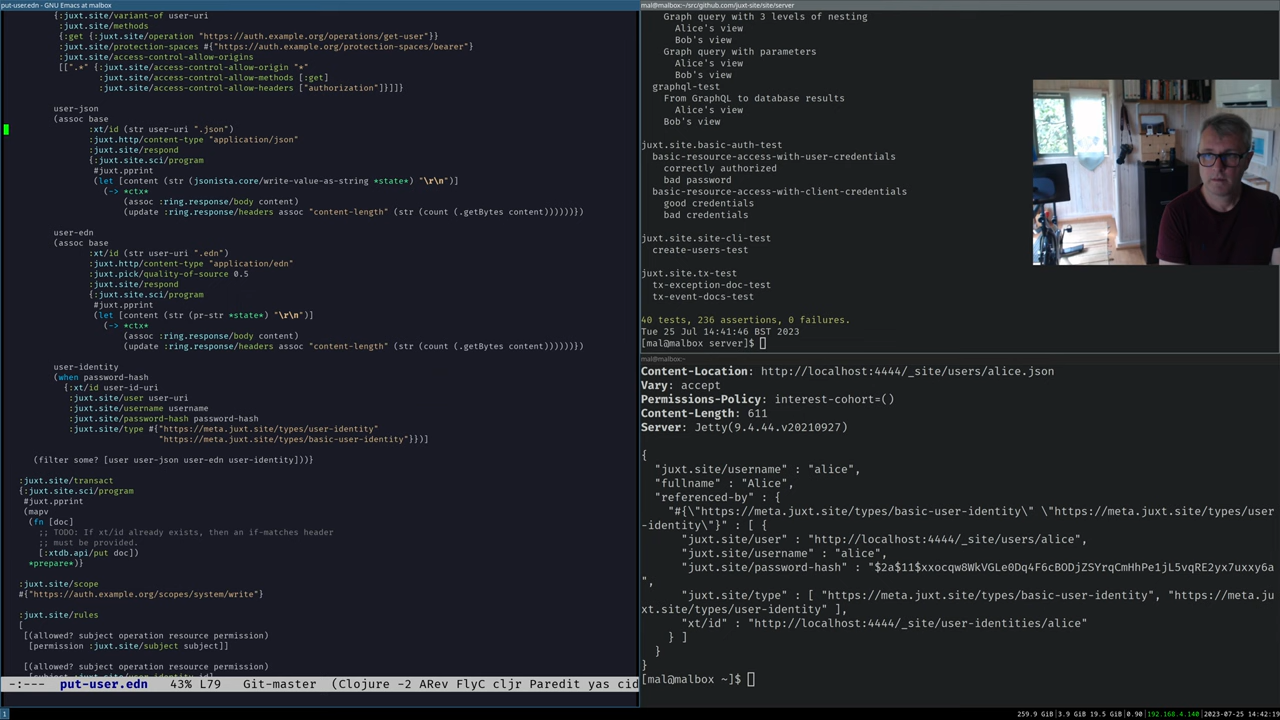 put-user.edn - GNU Emacs at malbox
:juxt.site/variant-of user-uri
:juxt.site/methods
{:get {:juxt.site/operation "https://auth.example.org/operations/get-user"}}
:juxt.site/protection-spaces #{"https://auth.example.org/protection-spaces/bearer"}
:juxt.site/access-control-allow-origins
[[".*" {:juxt.site/access-control-allow-origin "*"
:juxt.site/access-control-allow-methods [:get]
:juxt.site/access-control-allow-headers ["authorization"]}]]}
user-json
(assoc base
:xt/id (str user-uri ".json")
:juxt.http/content-type "application/json"
:juxt.site/respond
{:juxt.site.sci/program
#juxt.pprint
(let [content (str (jsonista.core/write-value-as-string *state*) "\r\n")]
(-> *ctx*
(assoc :ring.response/body content)
(update :ring.response/headers assoc "content-length" (str (count (.getBytes content))))))})
user-edn
(assoc base
:xt/id (str user-uri ".edn")
:juxt.http/content-type "application/edn"
:juxt.pick/quality-of-source 0.5
:juxt.site/respond
{:juxt.site.sci/program
#juxt.pprint
(let [content (str (pr-str *state*) "\r\n")]
(-> *ctx*
(assoc :ring.response/body content)
(update :ring.response/headers assoc "content-length" (str (count (.getBytes content))))))})
user-identity
(when password-hash
{:xt/id user-id-uri
:juxt.site/user user-uri
:juxt.site/username username
:juxt.site/password-hash password-hash
:juxt.site/type #{"https://meta.juxt.site/types/user-identity"
"https://meta.juxt.site/types/basic-user-identity"}})]
(filter some? [user user-json user-edn user-identity]))}
:juxt.site/transact
{:juxt.site.sci/program
#juxt.pprint
(mapv
(fn [doc]
;; TODO: If xt/id already exists, then an if-matches header
;; must be provided.
[:xtdb.api/put doc])
*prepare*)}
:juxt.site/scope
#{"https://auth.example.org/scopes/system/write"}
:juxt.site/rules
[
[(allowed? subject operation resource permission)
[permission :juxt.site/subject subject]]
[(allowed? subject operation resource permission)
-:--- put-user.edn 43% L79 Git-master (Clojure -2 ARev FlyC cljr Paredit yas cid
mal@malbox:~/src/github.com/juxt-site/site/server
Graph query with 3 levels of nesting
Alice's view
Bob's view
Graph query with parameters
Alice's view
Bob's view
graphql-test
From GraphQL to database results
Alice's view
Bob's view
juxt.site.basic-auth-test
basic-resource-access-with-user-credentials
correctly authorized
bad password
basic-resource-access-with-client-credentials
good credentials
bad credentials
juxt.site.site-cli-test
create-users-test
juxt.site.tx-test
tx-exception-doc-test
tx-event-docs-test
40 tests, 236 assertions, 0 failures.
Tue 25 Jul 14:41:46 BST 2023
[mal@malbox server]$
mal@malbox:~
Content-Location: http://localhost:4444/_site/users/alice.json
Vary: accept
Permissions-Policy: interest-cohort=()
Content-Length: 611
Server: Jetty(9.4.44.v20210927)
{
"juxt.site/username" : "alice",
"fullname" : "Alice",
"referenced-by" : {
"#{\"https://meta.juxt.site/types/basic-user-identity\" \"https://meta.juxt.site/types/user
-identity\"}" : [ {
"juxt.site/user" : "http://localhost:4444/_site/users/alice",
"juxt.site/username" : "alice",
"juxt.site/password-hash" : "$2a$11$xxocqw8WkVGLe0Dq4F6cBODjZSYrqCmHhPe1jL5vqRE2yx7uxxy6a
",
"juxt.site/type" : [ "https://meta.juxt.site/types/basic-user-identity", "https://meta.ju
xt.site/types/user-identity" ],
"xt/id" : "http://localhost:4444/_site/user-identities/alice"
} ]
}
}
[mal@malbox ~]$
1
259.9 GiB|3.9 GiB 19.5 GiB|0.90 |192.168.4.140|2023-07-25 14:42:19